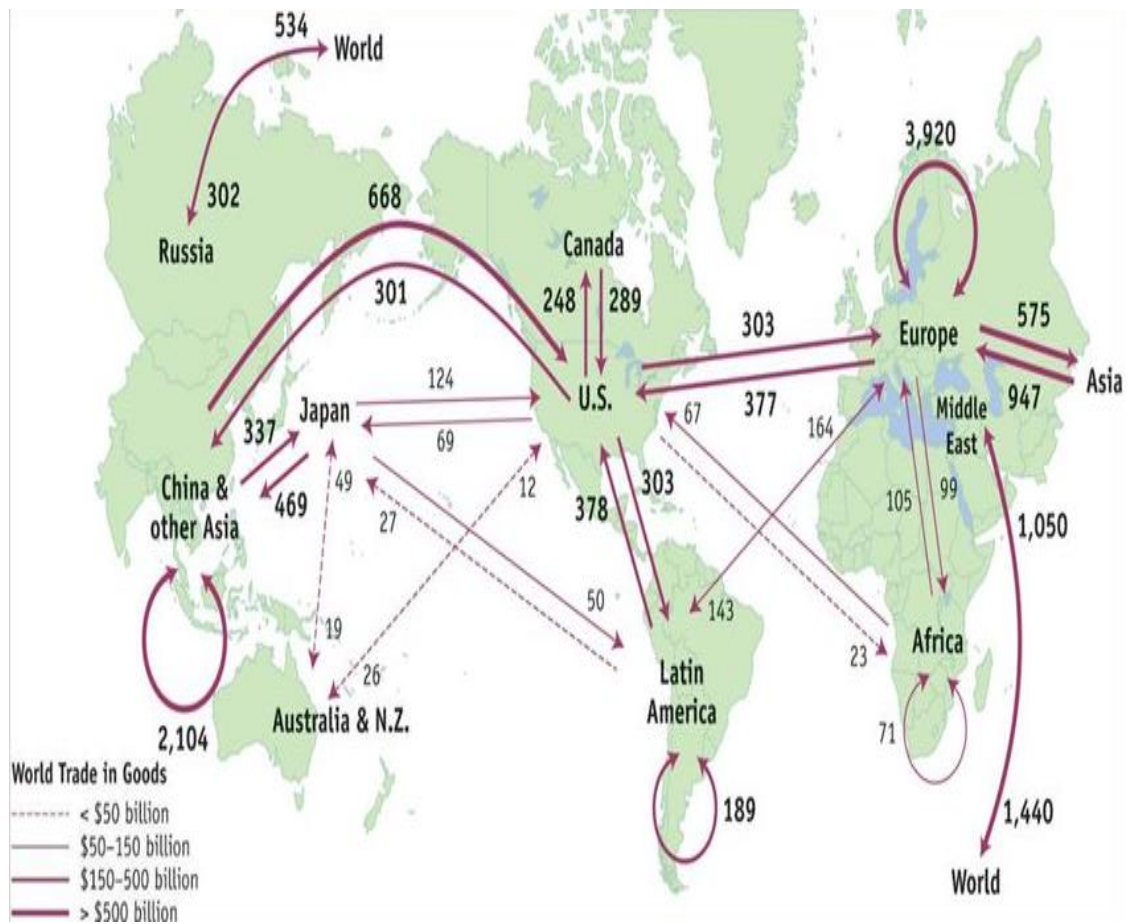 534
World
3,920
302
668
Russia
Canada
301
248
289
303
Europe
575
Asia
124
U.S.
377
947
Japan
67
Middle
East
337
69
164
China &
other Asia
469
49
12
378
303
105
99
27
1,050
50
143
19
23
Africa
26
Latin
America
Australia & N.Z.
71
2,104
World Trade in Goods
< $50 billion
$50–150 billion
$150–500 billion
> $500 billion
189
1,440
World